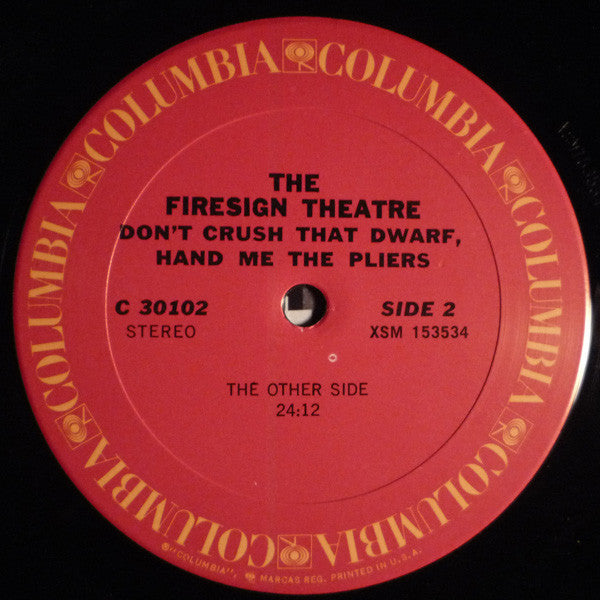 COLUMBIA COLUMBIA COLUMBIA COLUMBIA COLUMBIA COLUMBIA
THE
FIRESIGN THEATRE
DON'T CRUSH THAT DWARF,
HAND ME THE PLIERS
C 30102 SIDE 2
STEREO XSM 153534
THE OTHER SIDE
24:12
®"COLUMBIA", MARCAS REG. PRINTED IN U.S.A.